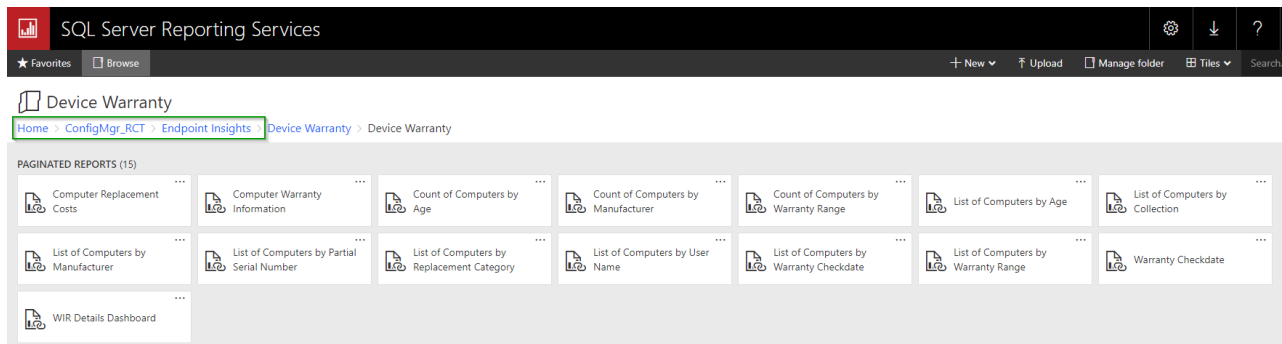 SQL Server Reporting Services
?
Favorites Browse New Upload Manage folder Tiles Search
Device Warranty
Home > ConfigMgr_RCT > Endpoint Insights > Device Warranty > Device Warranty
PAGINATED REPORTS (15)
Computer Replacement
Costs
Computer Warranty
Information
Count of Computers by
Age
Count of Computers by
Manufacturer
Count of Computers by
Warranty Range
List of Computers by Age
List of Computers by
Collection
List of Computers by
Manufacturer
List of Computers by Partial
Serial Number
List of Computers by
Replacement Category
List of Computers by User
Name
List of Computers by
Warranty Checkdate
List of Computers by
Warranty Range
Warranty Checkdate
WIR Details Dashboard